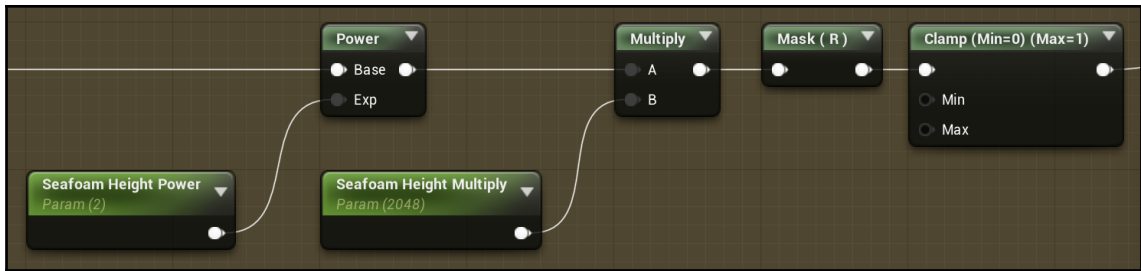 Power
Base
Exp
Multiply
A
B
Mask ( R )
Clamp (Min=0) (Max=1)
Min
Max
Seafoam Height Power
Param (2)
Seafoam Height Multiply
Param (2048)